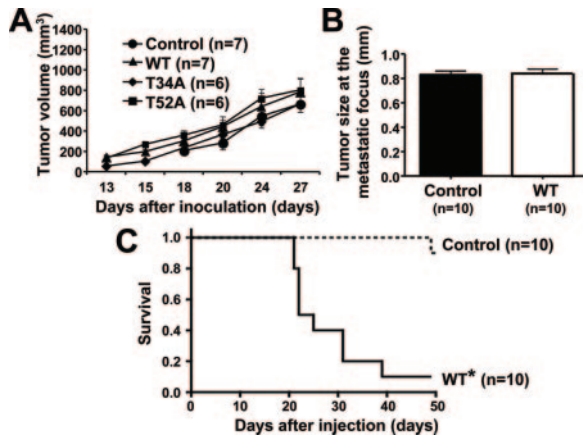 A
Tumor volume (mm³)
1400
1200
1000
800
600
400
200
0
Control (n=7)
WT (n=7)
T34A (n=6)
T52A (n=6)
13 15 18 20 24 27
Days after inoculation (days)
B
Tumor size at the
metastatic focus (mm)
1.0
0.8
0.6
0.4
0.2
0.0
Control
(n=10)
WT
(n=10)
C
Survival
1.0
0.8
0.6
0.4
0.2
0.0
Control (n=10)
WT* (n=10)
0 10 20 30 40 50
Days after injection (days)